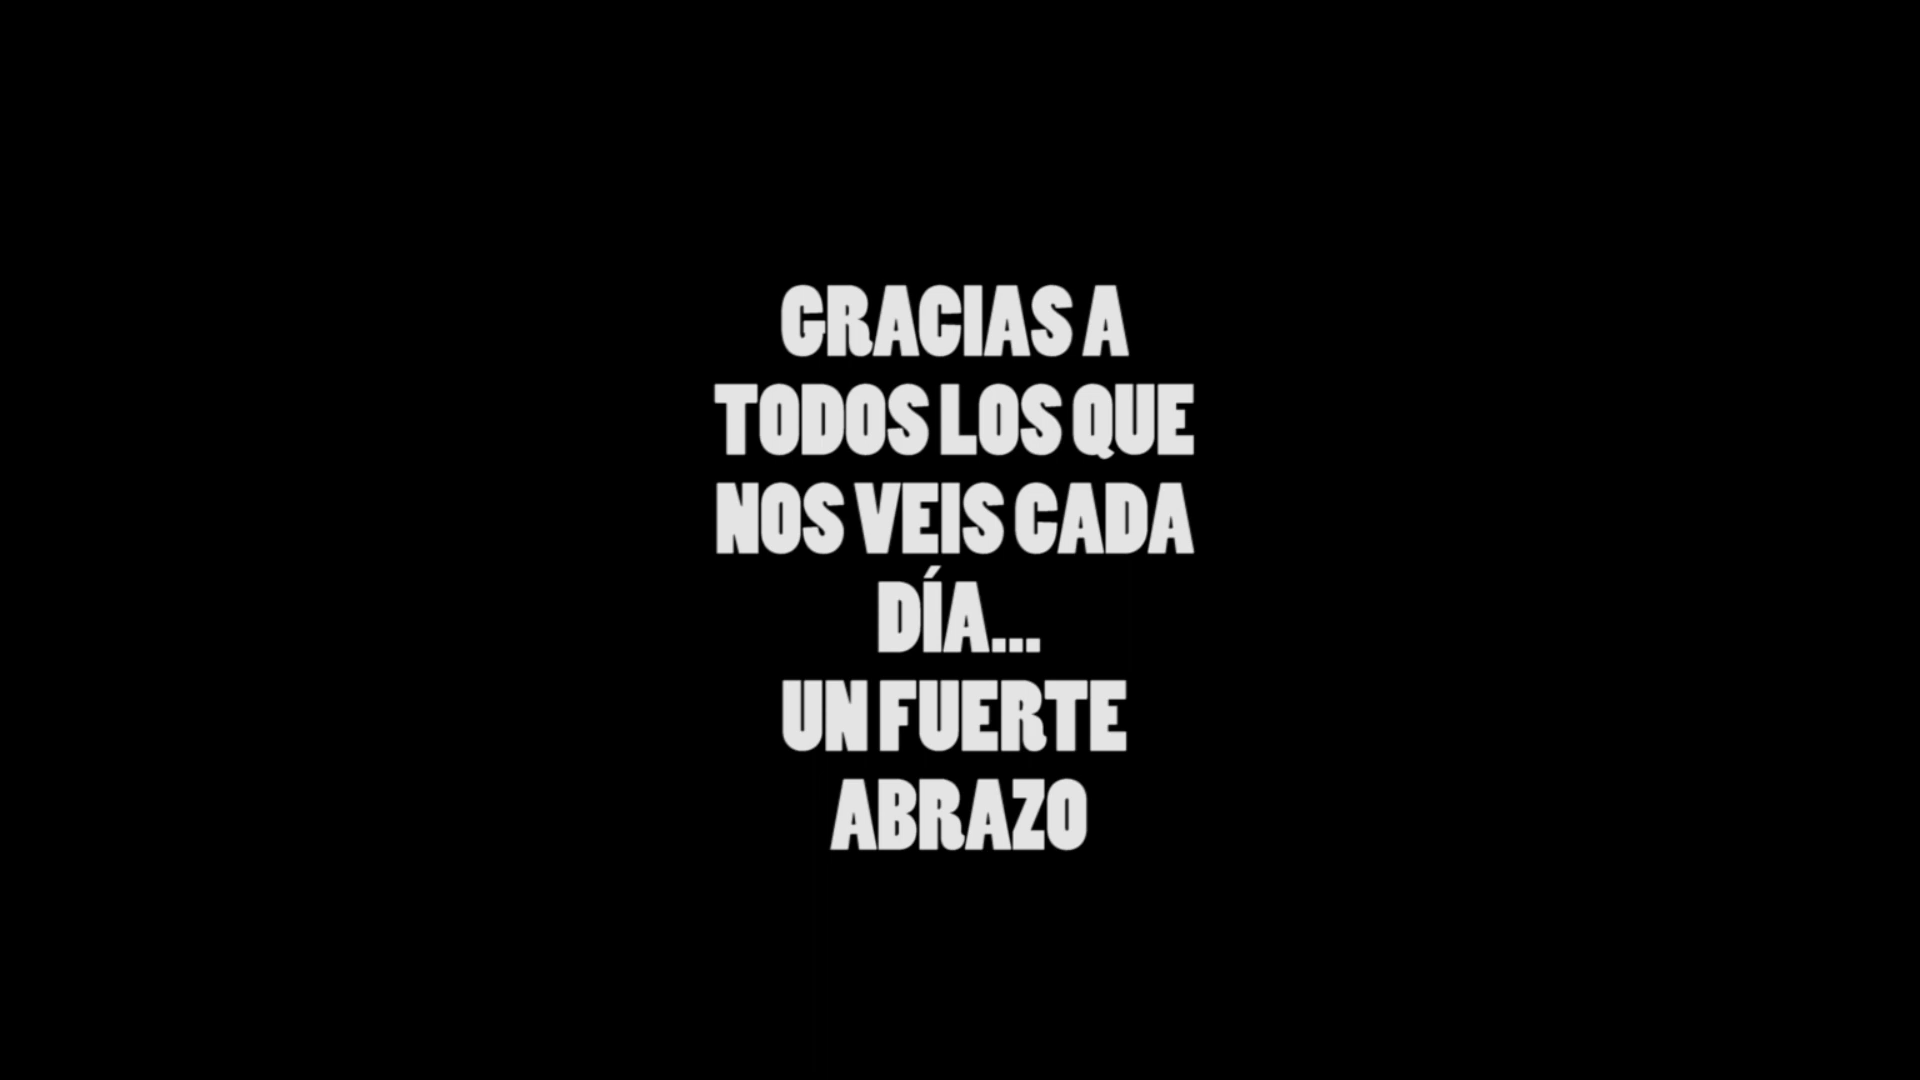 GRACIAS A
TODOS LOS QUE
NOS VEIS CADA
DÍA...
UN FUERTE
ABRAZO